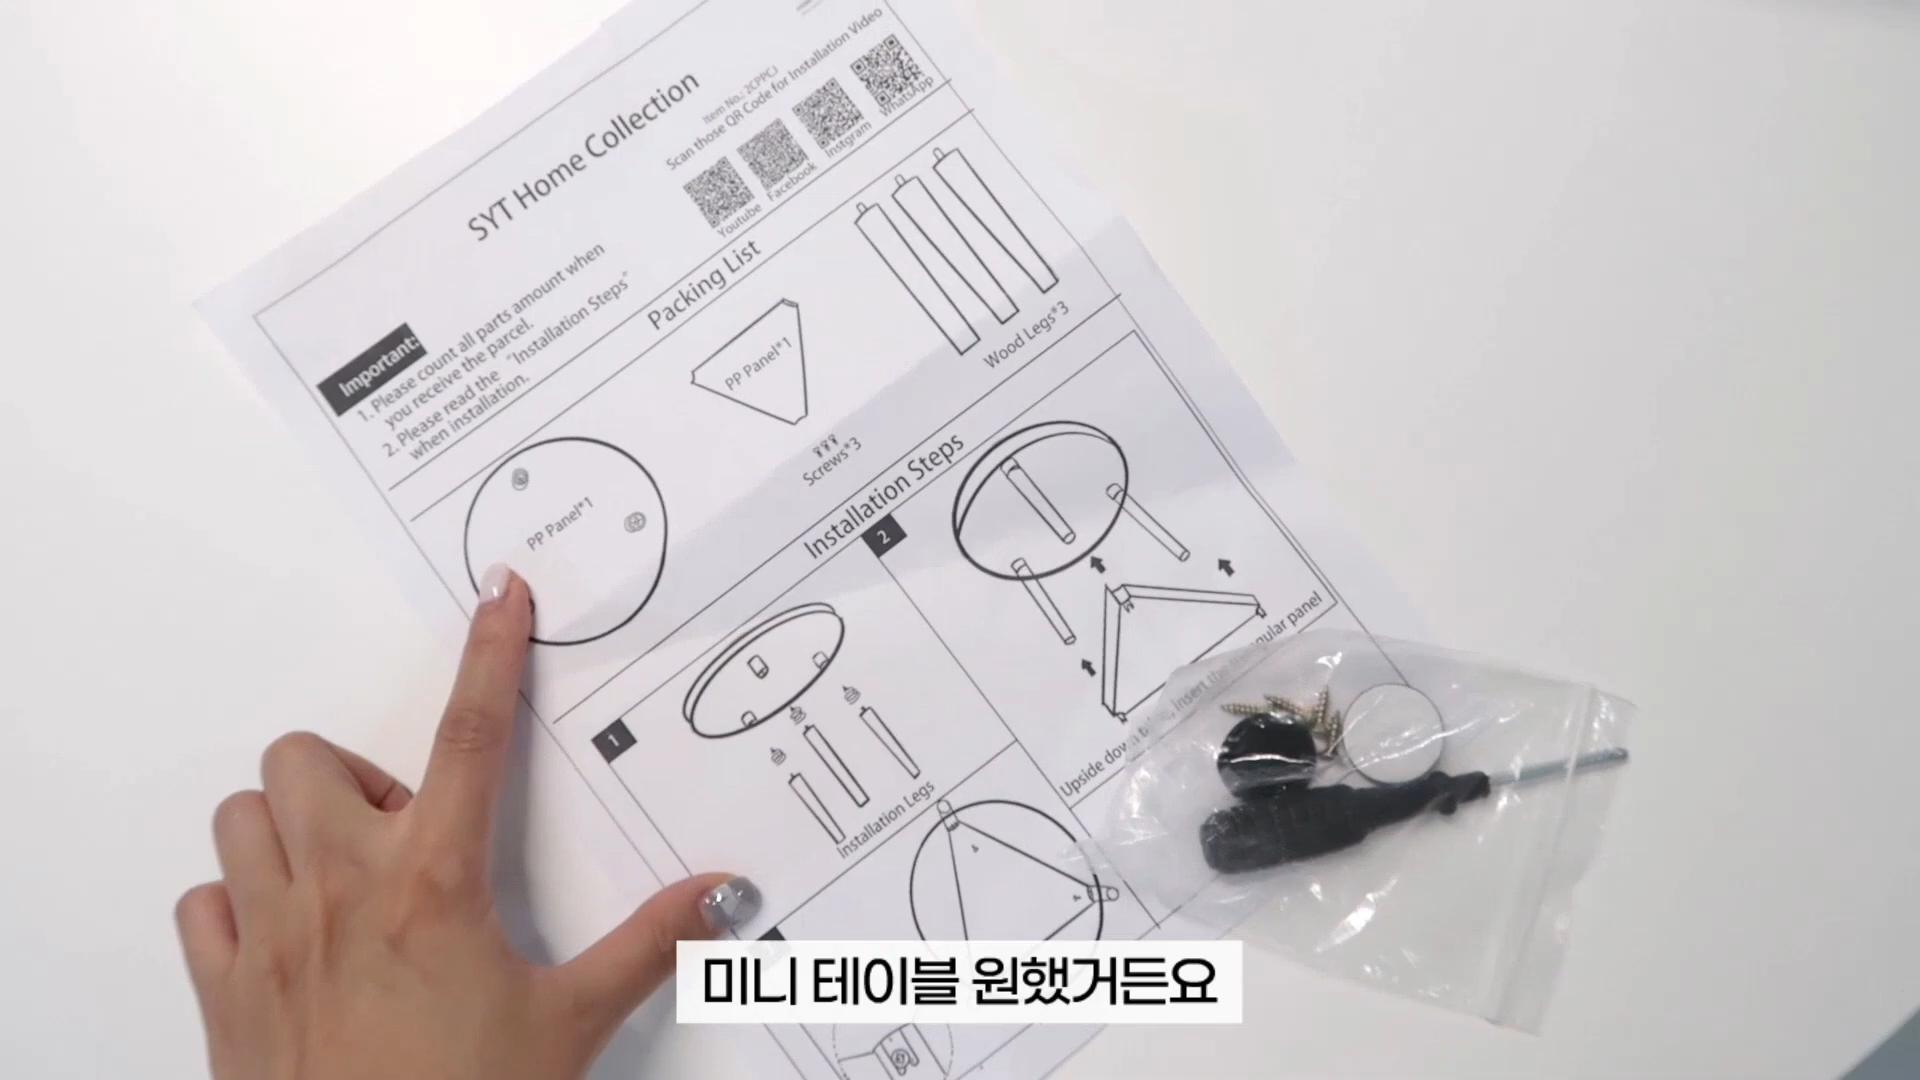 SYT Home Collection
Item No.: 2CPPCJ
Scan those QR Code for Installation Video
Youtube
Facebook
Instgram
WhatsApp
Important:
1. Please count all parts amount when
you receive the parcel.
2. Please read the "Installation Steps"
when installation.
Packing List
PP Panel*1
PP Panel*1
Screws*3
Wood Legs*3
Installation Steps
1
Installation Legs
2
Upside down insert the panel
미니 테이블 원했거든요